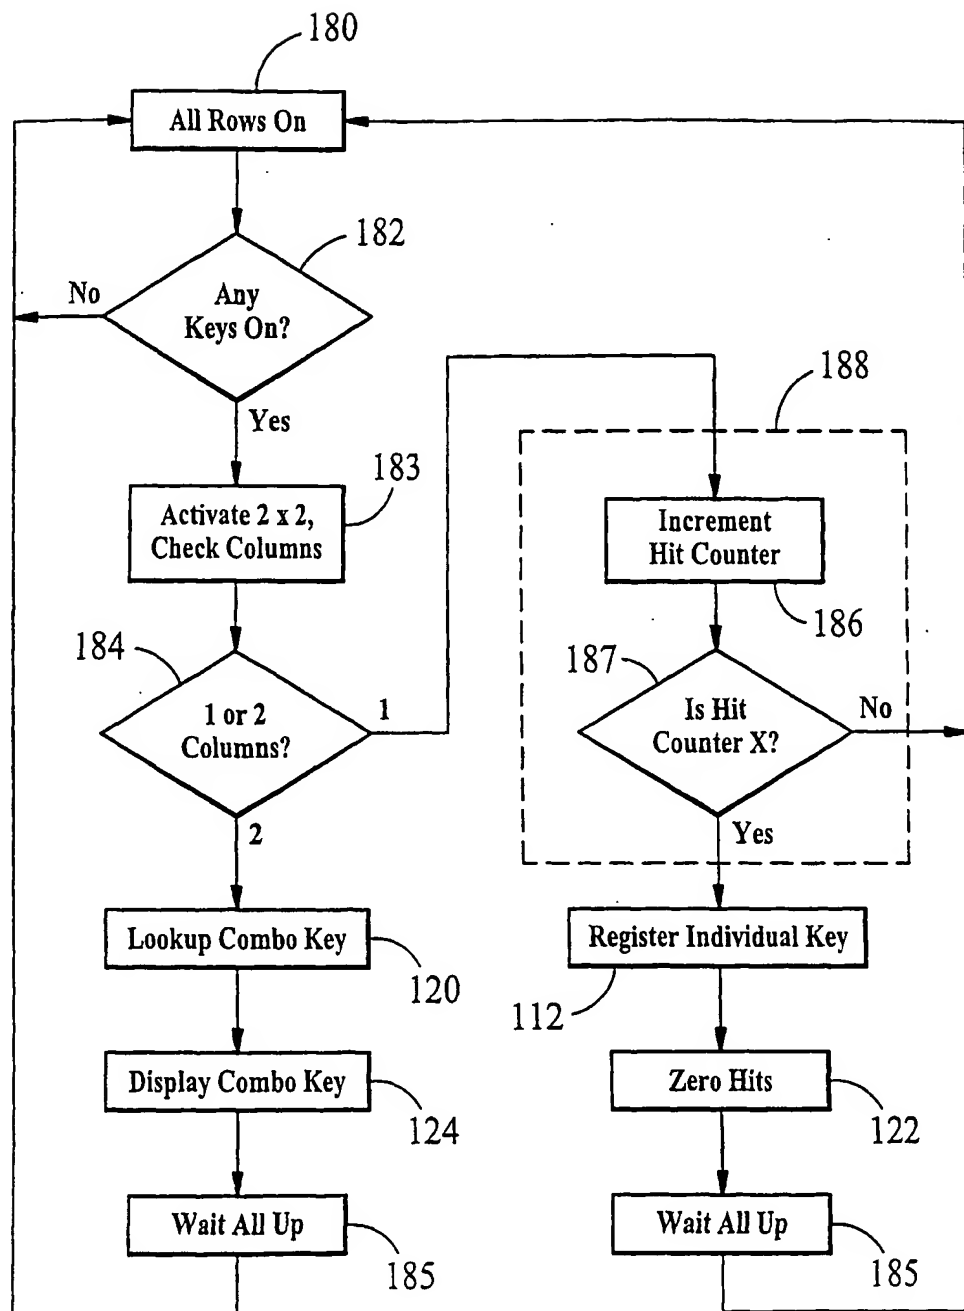 180
All Rows On
182
No
Any
Keys On?
Yes
188
183
Activate 2 x 2,
Check Columns
Increment
Hit Counter
186
184
1 or 2
Columns?
1
2
187
Is Hit
Counter X?
No
Yes
Lookup Combo Key
120
Register Individual Key
112
Display Combo Key
124
Zero Hits
122
Wait All Up
185
Wait All Up
185